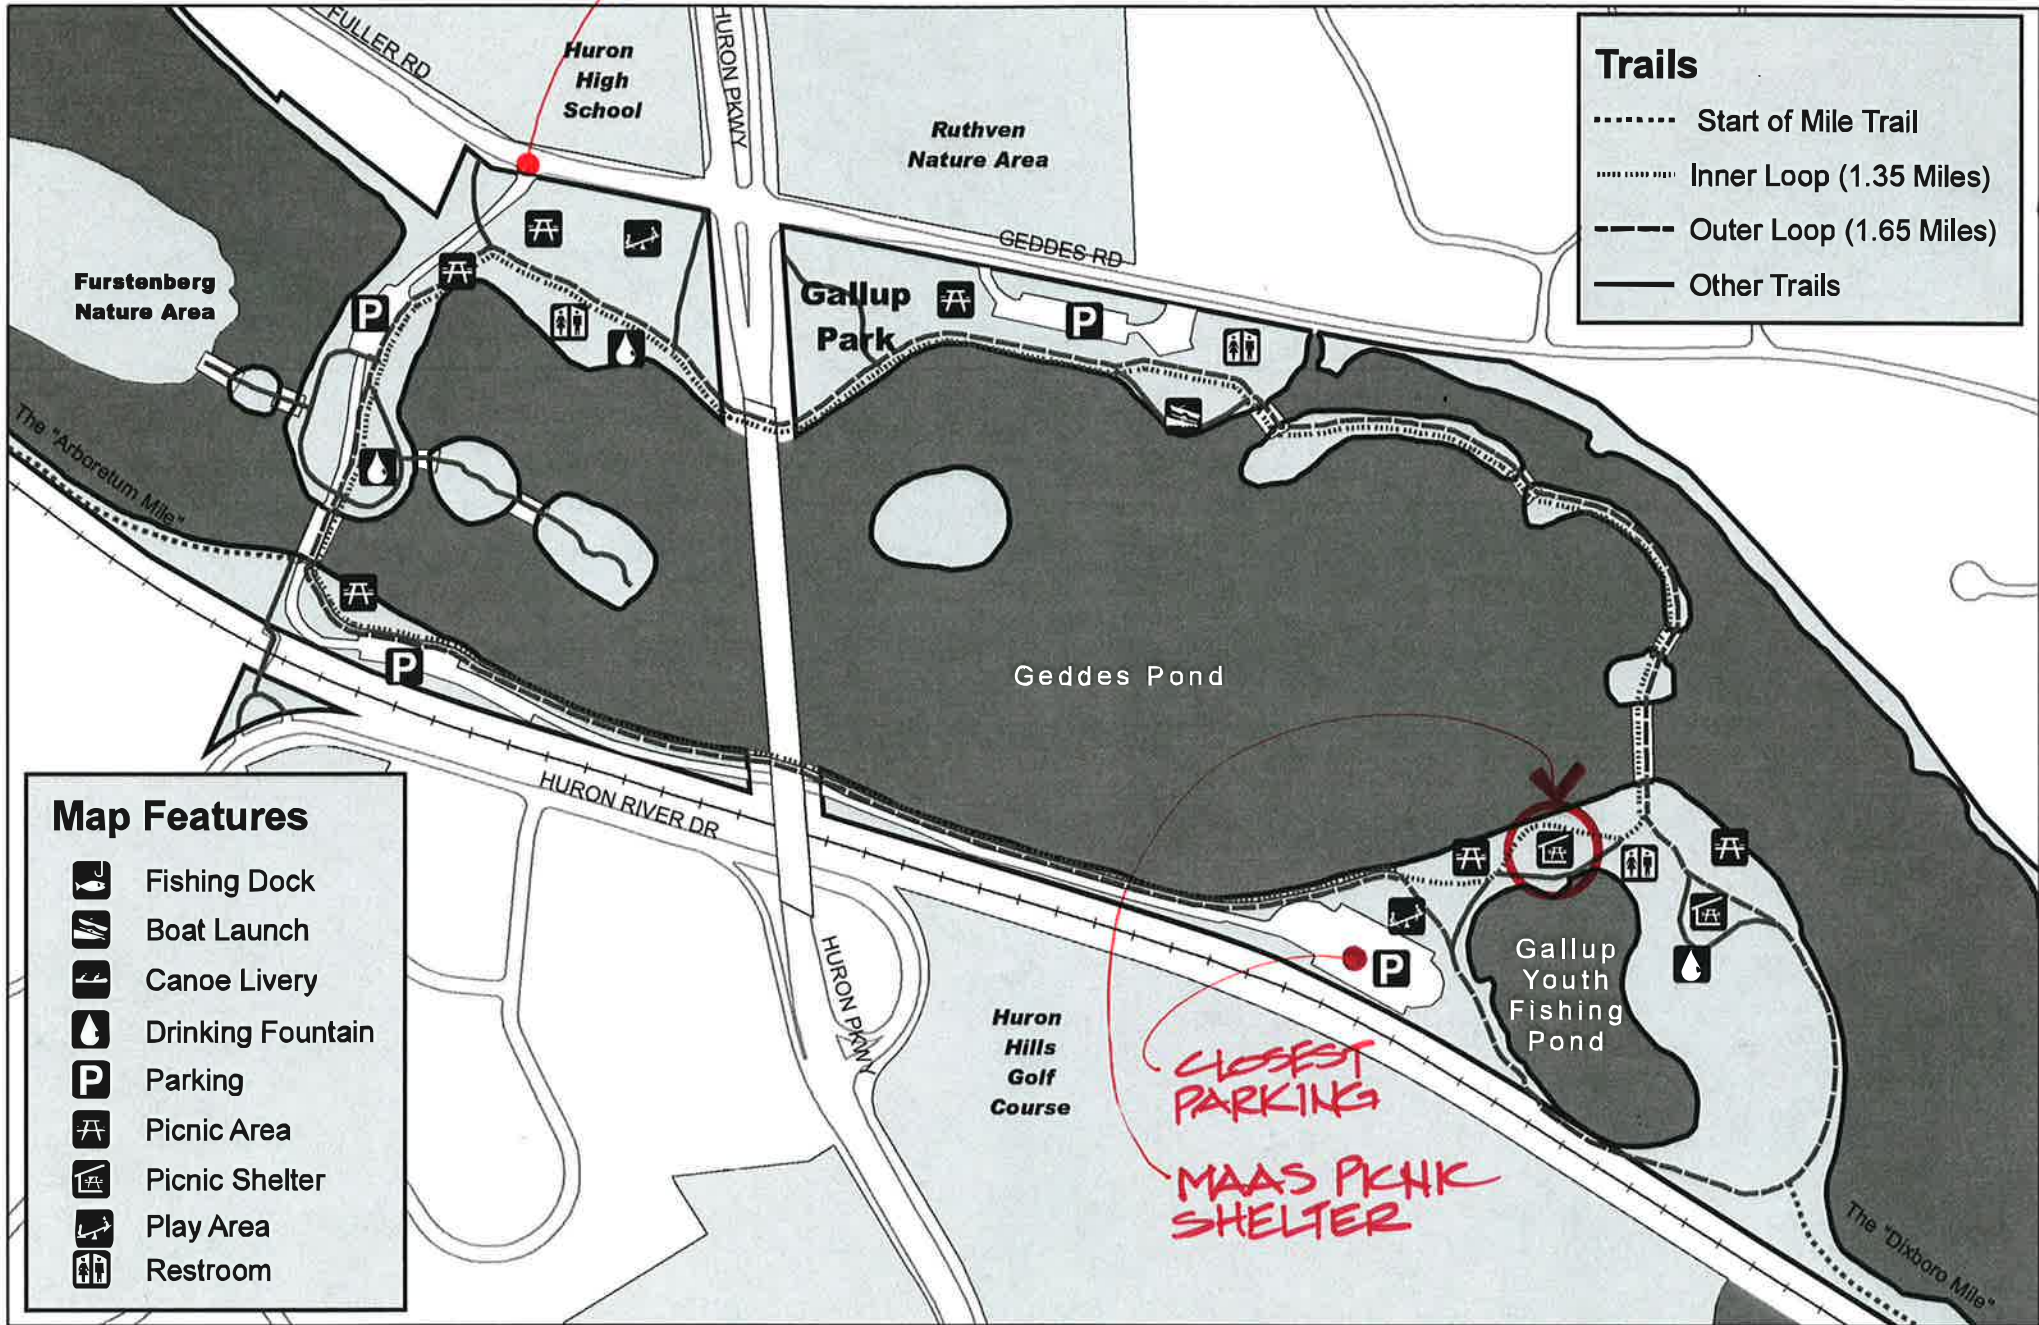 FULLER RD
Huron
High
School
HURON PKWY
Ruthven
Nature Area
Trails
Start of Mile Trail
Inner Loop (1.35 Miles)
Outer Loop (1.65 Miles)
Other Trails
GEDDES RD
Furstenberg
Nature Area
P
Gallup
Park
P
The "Arboretum Mile"
P
Geddes Pond
HURON RIVER DR
Map Features
Fishing Dock
Boat Launch
Canoe Livery
Drinking Fountain
P Parking
Picnic Area
Picnic Shelter
Play Area
Restroom
HURON PKWY
Huron
Hills
Golf
Course
P
Gallup
Youth
Fishing
Pond
CLOSEST
PARKING
MAAS PICNIC
SHELTER
The "Dixboro Mile"